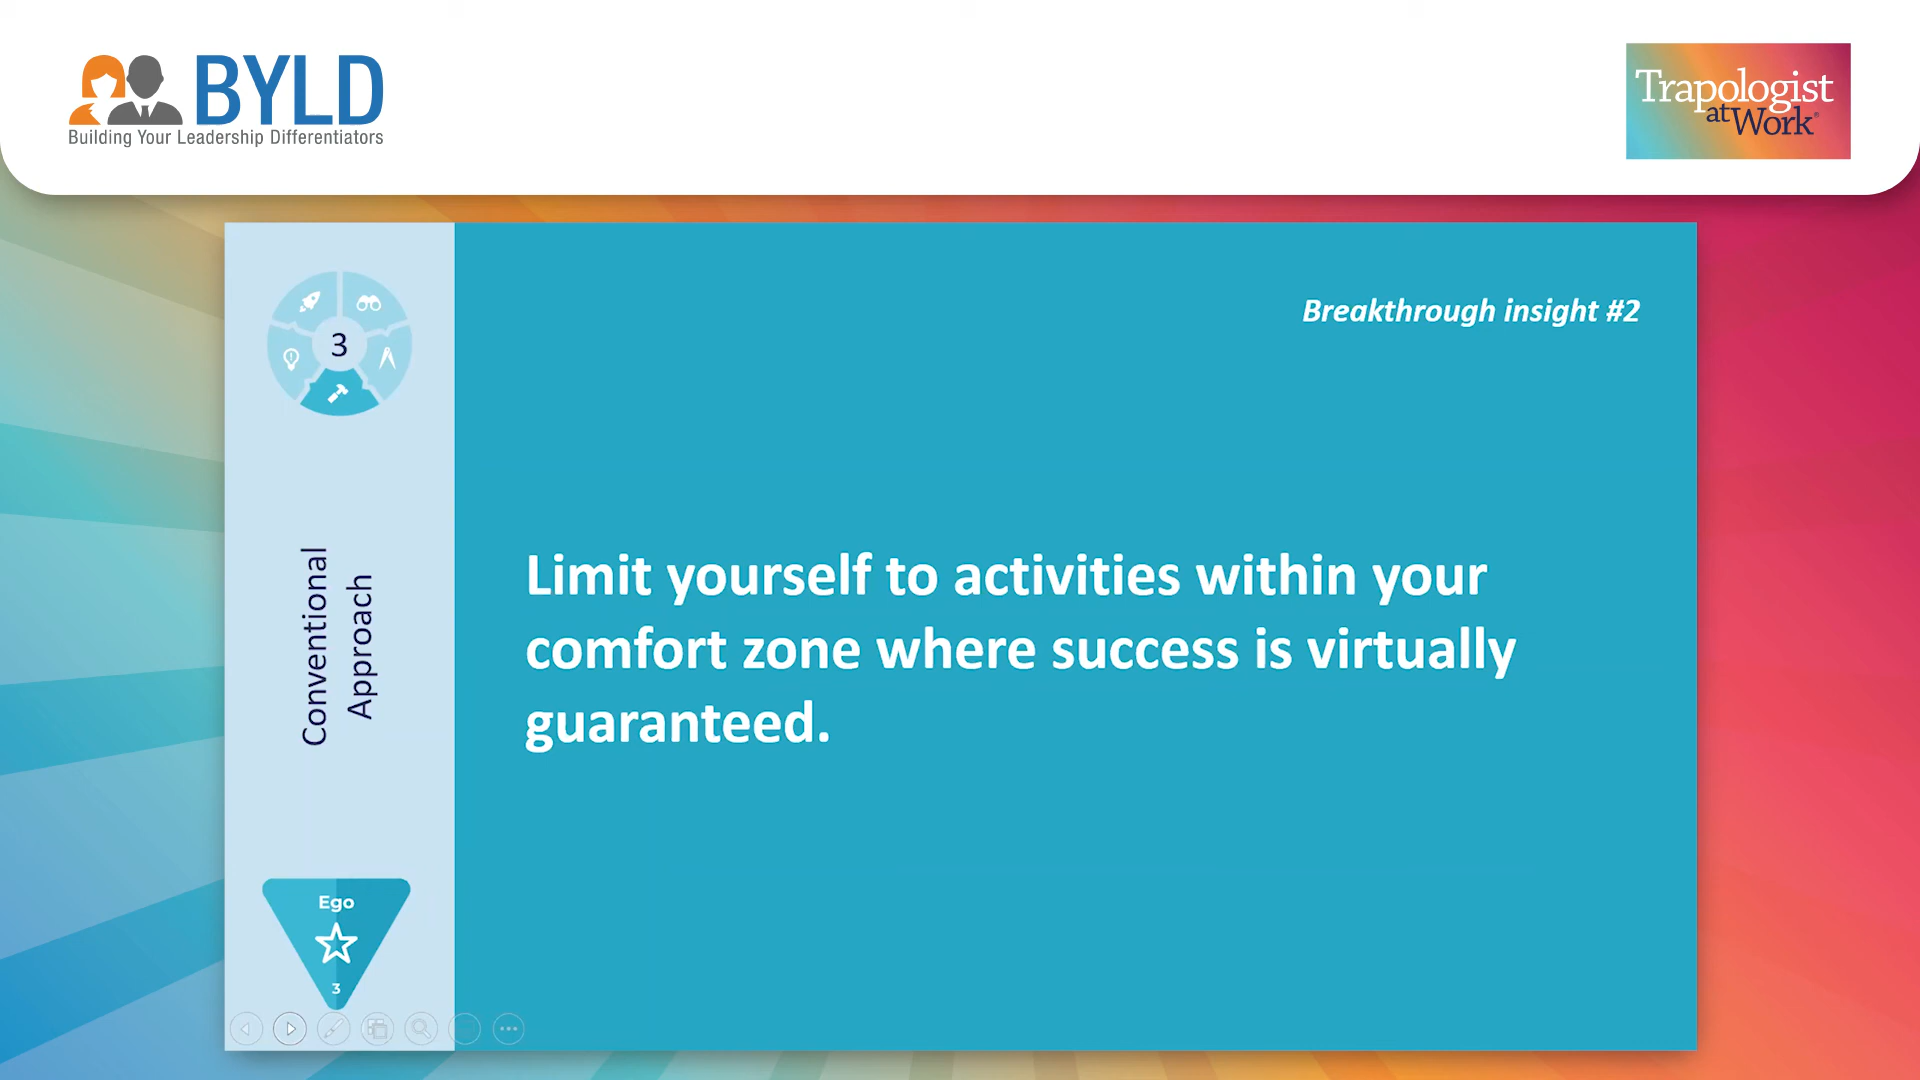 BYLD
Building Your Leadership Differentiators
Trapologist
at Work®
3
Breakthrough insight #2
Conventional
Approach
Limit yourself to activities within your
comfort zone where success is virtually
guaranteed.
Ego
3